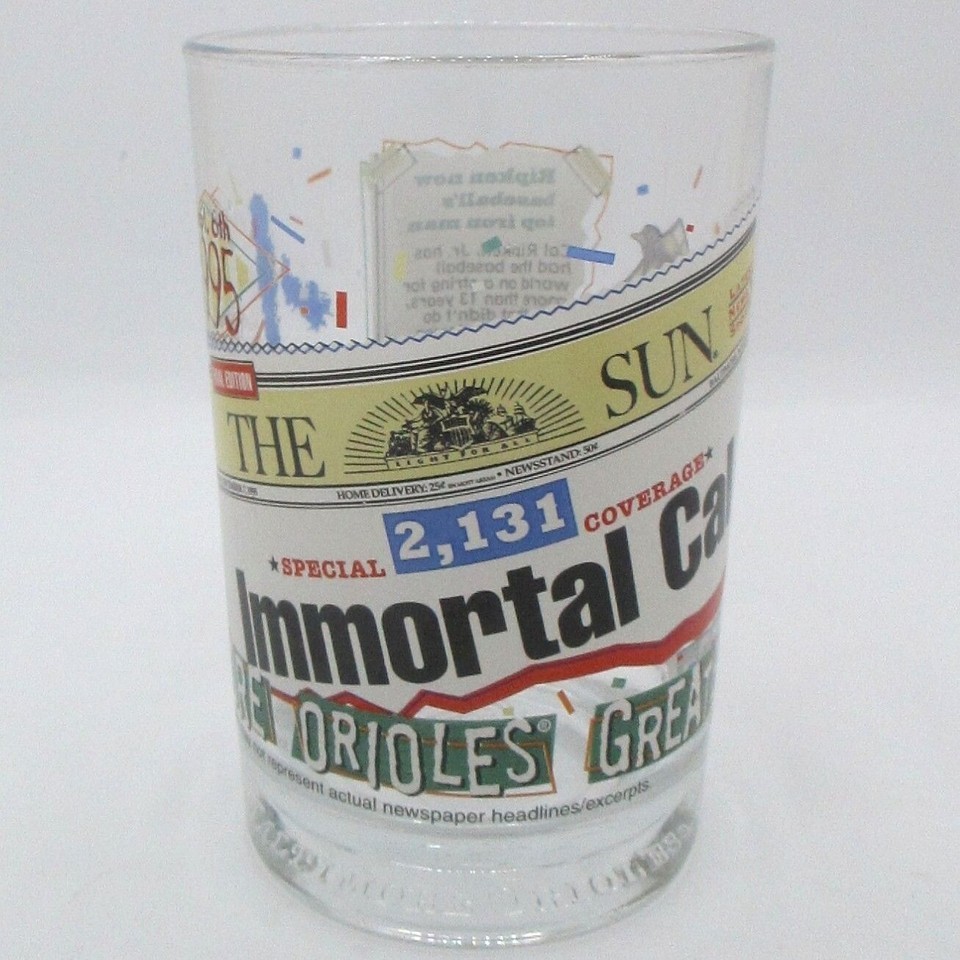 6th
95
EDITION
THE SUN
LIGHT FOR ALL
HOME DELIVERY: 25¢ • NEWSSTAND: 50¢
★SPECIAL 2,131 COVERAGE★
Immortal Ca
ORIOLES® GREAT
not represent actual newspaper headlines/excerpts.
Ripken now
baseball's
top iron man
Cal Ripken, Jr. has
had the baseball
world on a string for
more than 13 years,
didn't do